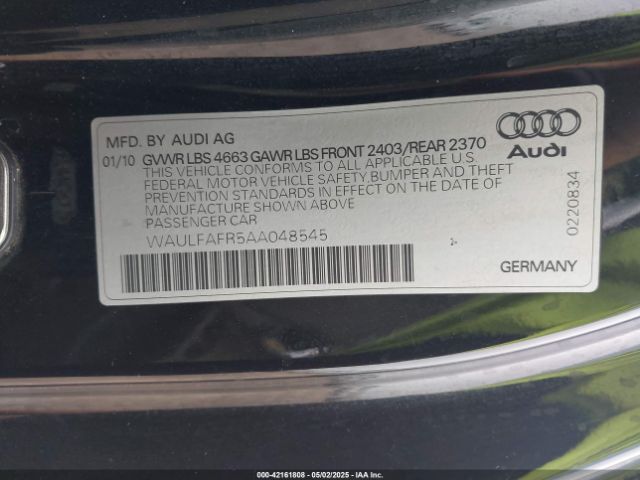 MFD. BY AUDI AG
01/10 GVWR LBS 4663 GAWR LBS FRONT 2403/REAR 2370
THIS VEHICLE CONFORMS TO ALL APPLICABLE U.S.
FEDERAL MOTOR VEHICLE SAFETY,BUMPER AND THEFT
PREVENTION STANDARDS IN EFFECT ON THE DATE OF
MANUFACTURE SHOWN ABOVE
PASSENGER CAR
WAULFAFR5AA048545
Audi
0220834
GERMANY
000-42161808 - 05/02/2025 - IAA Inc.